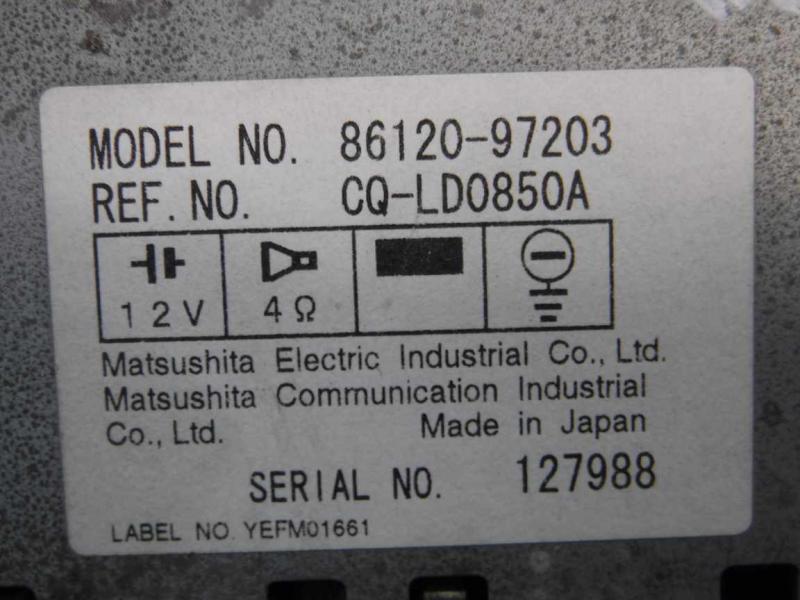 MODEL NO. 86120-97203
REF. NO. CQ-LD0850A
12V 4Ω
Matsushita Electric Industrial Co., Ltd.
Matsushita Communication Industrial
Co., Ltd. Made in Japan
SERIAL NO. 127988
LABEL NO. YEFM01661